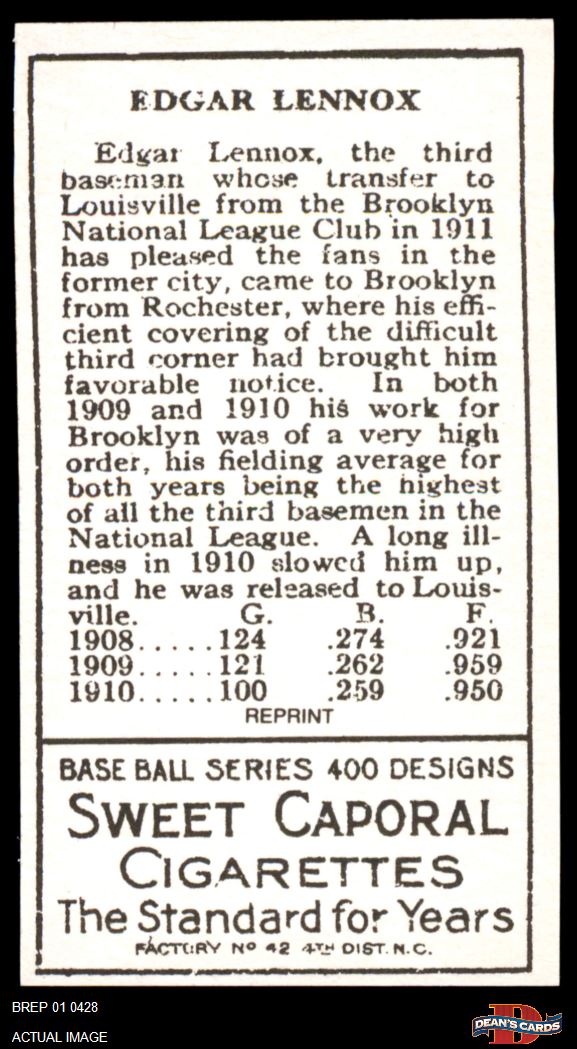 EDGAR LENNOX
Edgar Lennox, the third
baseman whose transfer to
Louisville from the Brooklyn
National League Club in 1911
has pleased the fans in the
former city, came to Brooklyn
from Rochester, where his effi-
cient covering of the difficult
third corner had brought him
favorable notice. In both
1909 and 1910 his work for
Brooklyn was of a very high
order, his fielding average for
both years being the highest
of all the third basemen in the
National League. A long ill-
ness in 1910 slowed him up,
and he was released to Louis-
ville. G. B. F.
1908.....124 .274 .921
1909.....121 .262 .959
1910.....100 .259 .950
REPRINT
BASE BALL SERIES 400 DESIGNS
SWEET CAPORAL
CIGARETTES
The Standard for Years
FACTORY No 42 4TH DIST. N.C.
BREP 01 0428
ACTUAL IMAGE
D
DEAN'S CARDS